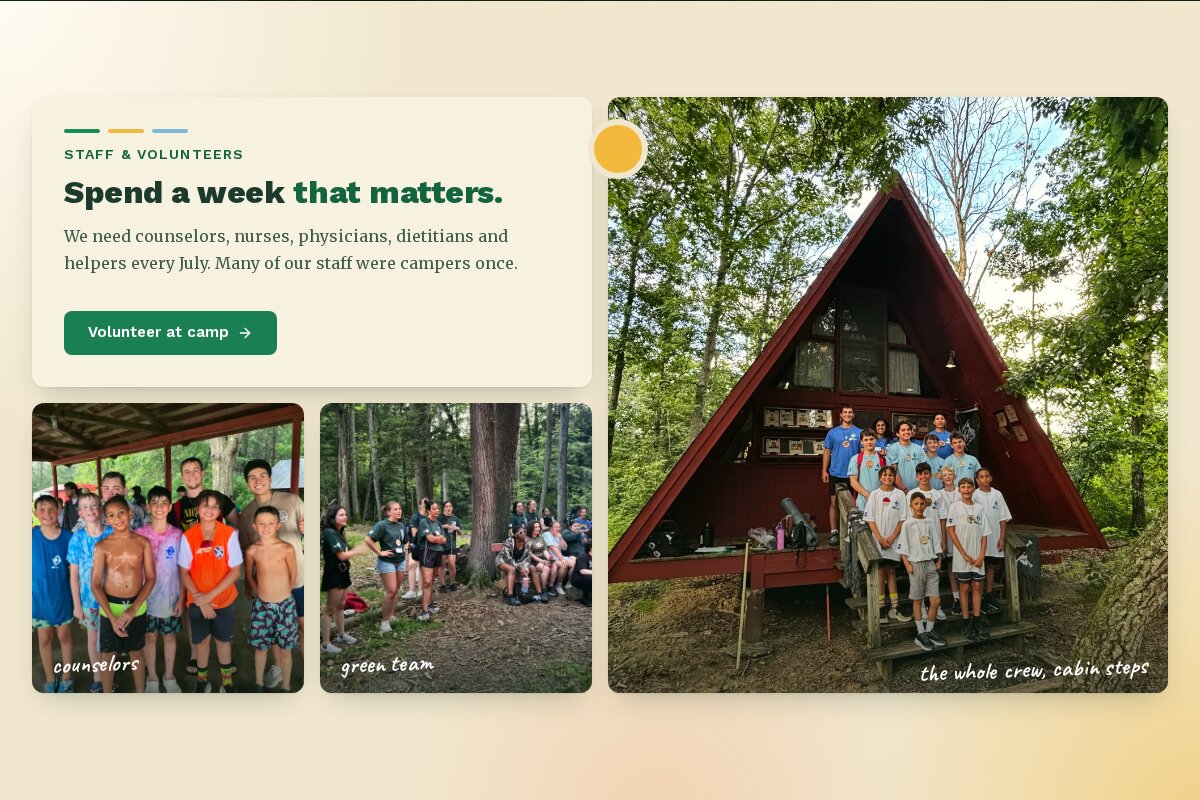 STAFF & VOLUNTEERS
Spend a week that matters.
We need counselors, nurses, physicians, dietitians and
helpers every July. Many of our staff were campers once.
Volunteer at camp →
counselors
green team
the whole crew, cabin steps